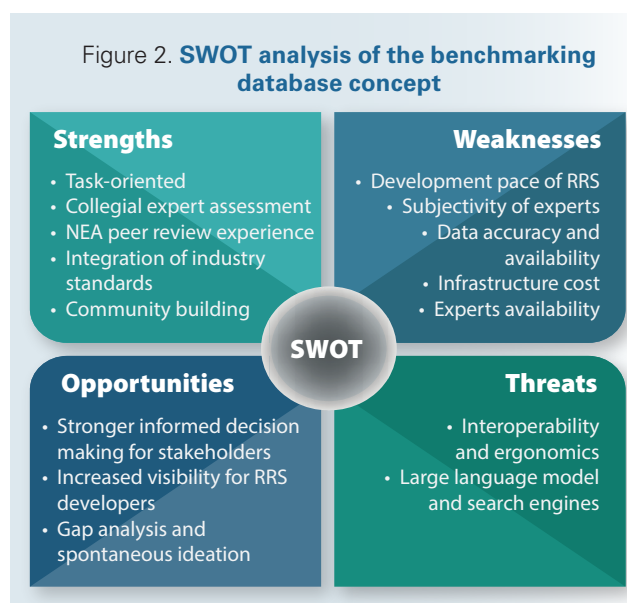 Figure 2. SWOT analysis of the benchmarking
database concept
Strengths
• Task-oriented
• Collegial expert assessment
• NEA peer review experience
• Integration of industry
standards
• Community building
Weaknesses
• Development pace of RRS
• Subjectivity of experts
• Data accuracy and
availability
• Infrastructure cost
• Experts availability
SWOT
Opportunities
• Stronger informed decision
making for stakeholders
• Increased visibility for RRS
developers
• Gap analysis and
spontaneous ideation
Threats
• Interoperability
and ergonomics
• Large language model
and search engines